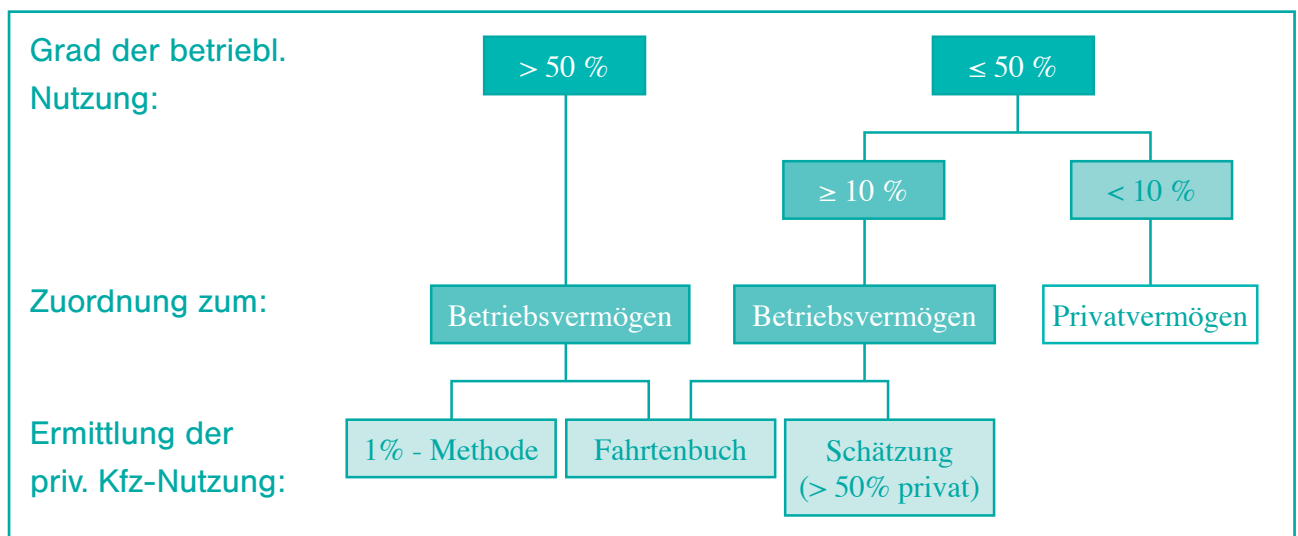 Grad der betriebl.
Nutzung:
> 50 %
≤ 50 %
≥ 10 %
< 10 %
Zuordnung zum:
Betriebsvermögen
Betriebsvermögen
Privatvermögen
Ermittlung der
priv. Kfz-Nutzung:
1% - Methode
Fahrtenbuch
Schätzung
(> 50% privat)